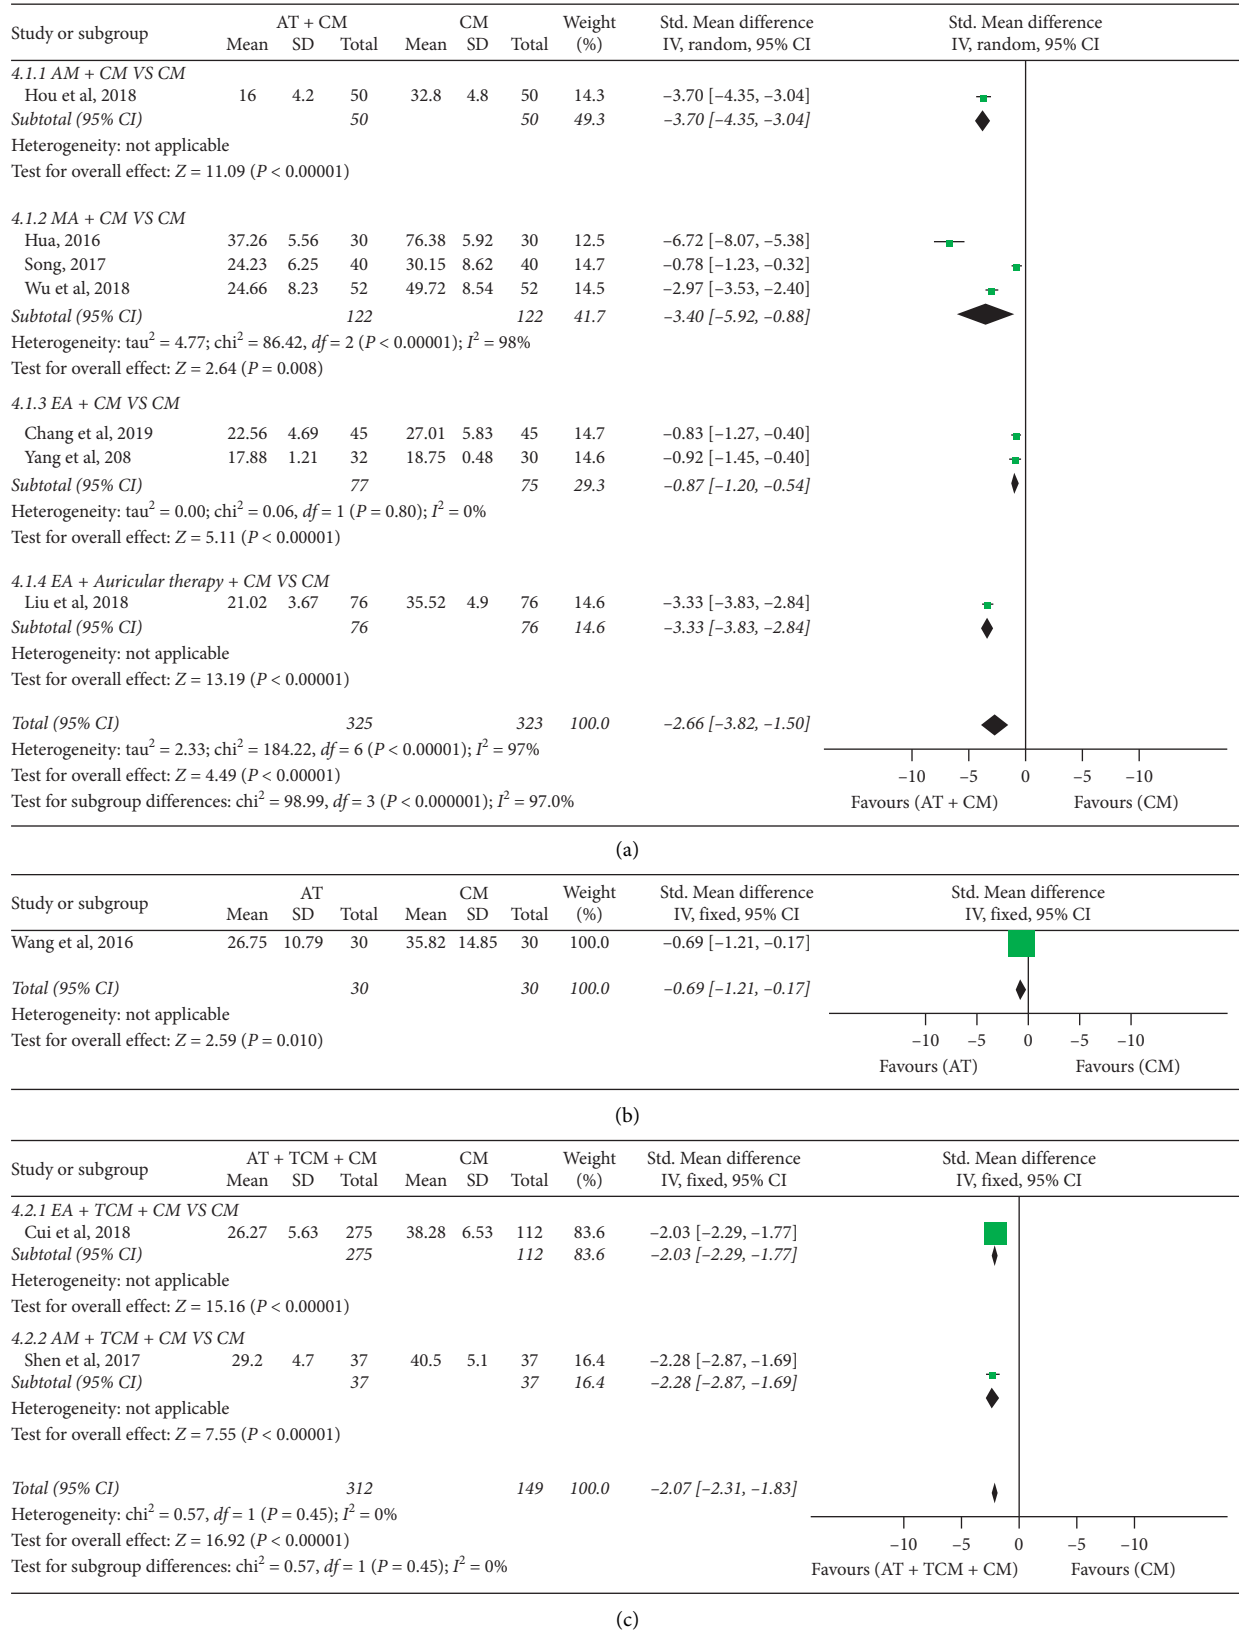 Study or subgroup AT + CM CM Weight (%) Std. Mean difference IV, random, 95% CI Std. Mean difference IV, random, 95% CI
Mean SD Total Mean SD Total
4.1.1 AM + CM VS CM
Hou et al, 2018 16 4.2 50 32.8 4.8 50 14.3 –3.70 [–4.35, –3.04]
Subtotal (95% CI) 50 50 49.3 –3.70 [–4.35, –3.04]
Heterogeneity: not applicable
Test for overall effect: Z = 11.09 (P < 0.00001)
4.1.2 MA + CM VS CM
Hua, 2016 37.26 5.56 30 76.38 5.92 30 12.5 –6.72 [–8.07, –5.38]
Song, 2017 24.23 6.25 40 30.15 8.62 40 14.7 –0.78 [–1.23, –0.32]
Wu et al, 2018 24.66 8.23 52 49.72 8.54 52 14.5 –2.97 [–3.53, –2.40]
Subtotal (95% CI) 122 122 41.7 –3.40 [–5.92, –0.88]
Heterogeneity: tau² = 4.77; chi² = 86.42, df = 2 (P < 0.00001); I² = 98%
Test for overall effect: Z = 2.64 (P = 0.008)
4.1.3 EA + CM VS CM
Chang et al, 2019 22.56 4.69 45 27.01 5.83 45 14.7 –0.83 [–1.27, –0.40]
Yang et al, 208 17.88 1.21 32 18.75 0.48 30 14.6 –0.92 [–1.45, –0.40]
Subtotal (95% CI) 77 75 29.3 –0.87 [–1.20, –0.54]
Heterogeneity: tau² = 0.00; chi² = 0.06, df = 1 (P = 0.80); I² = 0%
Test for overall effect: Z = 5.11 (P < 0.00001)
4.1.4 EA + Auricular therapy + CM VS CM
Liu et al, 2018 21.02 3.67 76 35.52 4.9 76 14.6 –3.33 [–3.83, –2.84]
Subtotal (95% CI) 76 76 14.6 –3.33 [–3.83, –2.84]
Heterogeneity: not applicable
Test for overall effect: Z = 13.19 (P < 0.00001)
Total (95% CI) 325 323 100.0 –2.66 [–3.82, –1.50]
Heterogeneity: tau² = 2.33; chi² = 184.22, df = 6 (P < 0.00001); I² = 97%
Test for overall effect: Z = 4.49 (P < 0.00001) –10 –5 0 –5 –10
Test for subgroup differences: chi² = 98.99, df = 3 (P < 0.000001); I² = 97.0% Favours (AT + CM) Favours (CM)
(a)
Study or subgroup AT CM Weight (%) Std. Mean difference IV, fixed, 95% CI Std. Mean difference IV, fixed, 95% CI
Mean SD Total Mean SD Total
Wang et al, 2016 26.75 10.79 30 35.82 14.85 30 100.0 –0.69 [–1.21, –0.17]
Total (95% CI) 30 30 100.0 –0.69 [–1.21, –0.17]
Heterogeneity: not applicable
Test for overall effect: Z = 2.59 (P = 0.010) –10 –5 0 –5 –10
Favours (AT) Favours (CM)
(b)
Study or subgroup AT + TCM + CM CM Weight (%) Std. Mean difference IV, fixed, 95% CI Std. Mean difference IV, fixed, 95% CI
Mean SD Total Mean SD Total
4.2.1 EA + TCM + CM VS CM
Cui et al, 2018 26.27 5.63 275 38.28 6.53 112 83.6 –2.03 [–2.29, –1.77]
Subtotal (95% CI) 275 112 83.6 –2.03 [–2.29, –1.77]
Heterogeneity: not applicable
Test for overall effect: Z = 15.16 (P < 0.00001)
4.2.2 AM + TCM + CM VS CM
Shen et al, 2017 29.2 4.7 37 40.5 5.1 37 16.4 –2.28 [–2.87, –1.69]
Subtotal (95% CI) 37 37 16.4 –2.28 [–2.87, –1.69]
Heterogeneity: not applicable
Test for overall effect: Z = 7.55 (P < 0.00001)
Total (95% CI) 312 149 100.0 –2.07 [–2.31, –1.83]
Heterogeneity: chi² = 0.57, df = 1 (P = 0.45); I² = 0%
Test for overall effect: Z = 16.92 (P < 0.00001) –10 –5 0 –5 –10
Test for subgroup differences: chi² = 0.57, df = 1 (P = 0.45); I² = 0% Favours (AT + TCM + CM) Favours (CM)
(c)